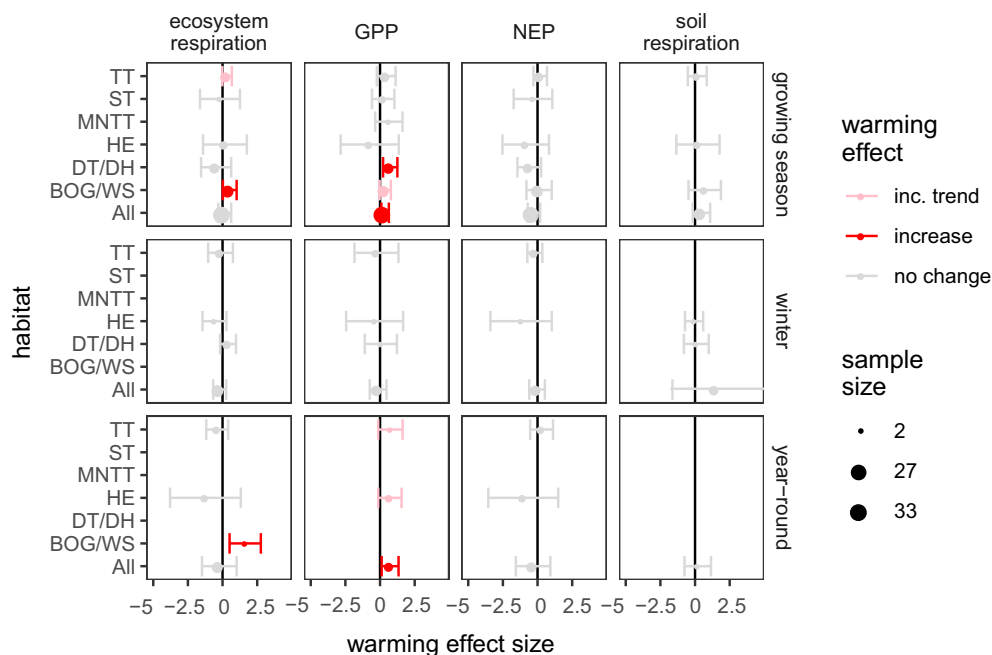 ecosystem
respiration
GPP
NEP
soil
respiration
TT
ST
MNTT
HE
DT/DH
BOG/WS
All
growing season
TT
ST
MNTT
HE
DT/DH
BOG/WS
All
winter
TT
ST
MNTT
HE
DT/DH
BOG/WS
All
year−round
habitat
−5 −2.5 0 2.5 −5 −2.5 0 2.5 −5 −2.5 0 2.5 −5 −2.5 0 2.5
warming effect size
warming
effect
inc. trend
increase
no change
sample
size
2
27
33